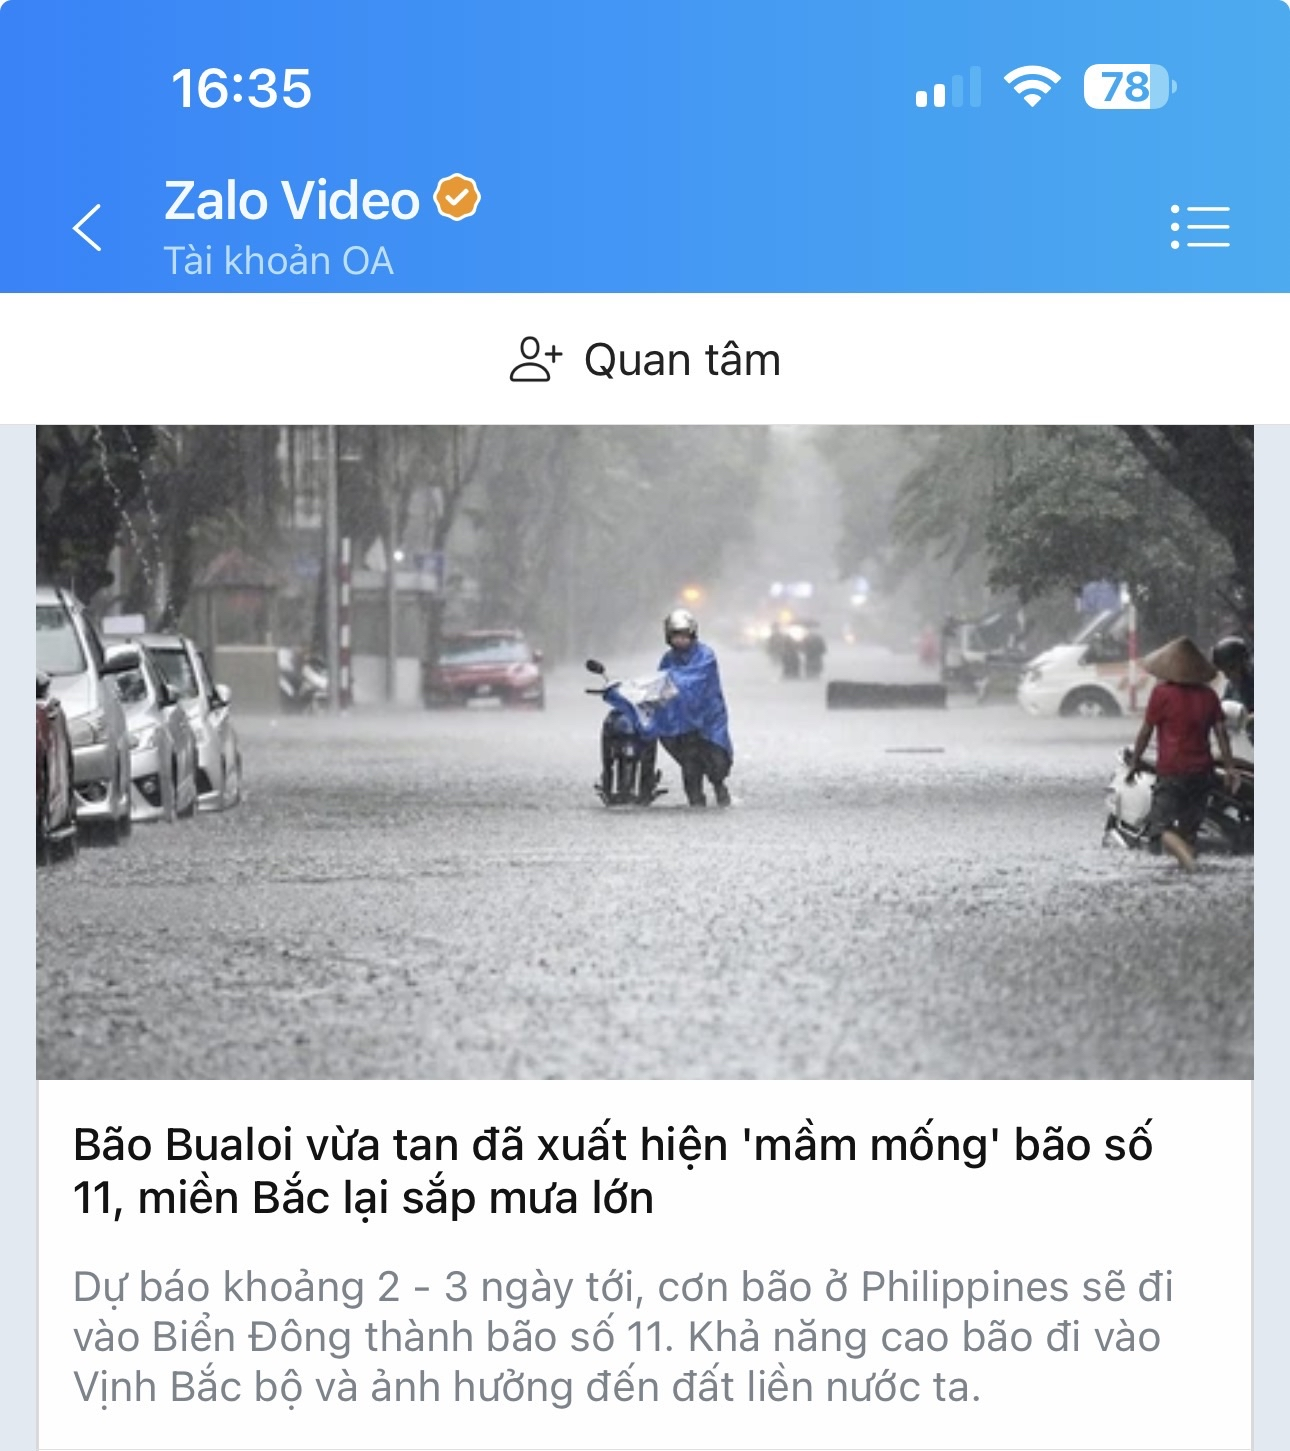 16:35
78
Zalo Video
Tài khoản OA
Quan tâm
Bão Bualoi vừa tan đã xuất hiện 'mầm mống' bão số
11, miền Bắc lại sắp mưa lớn
Dự báo khoảng 2 - 3 ngày tới, cơn bão ở Philippines sẽ đi
vào Biển Đông thành bão số 11. Khả năng cao bão đi vào
Vịnh Bắc bộ và ảnh hưởng đến đất liền nước ta.